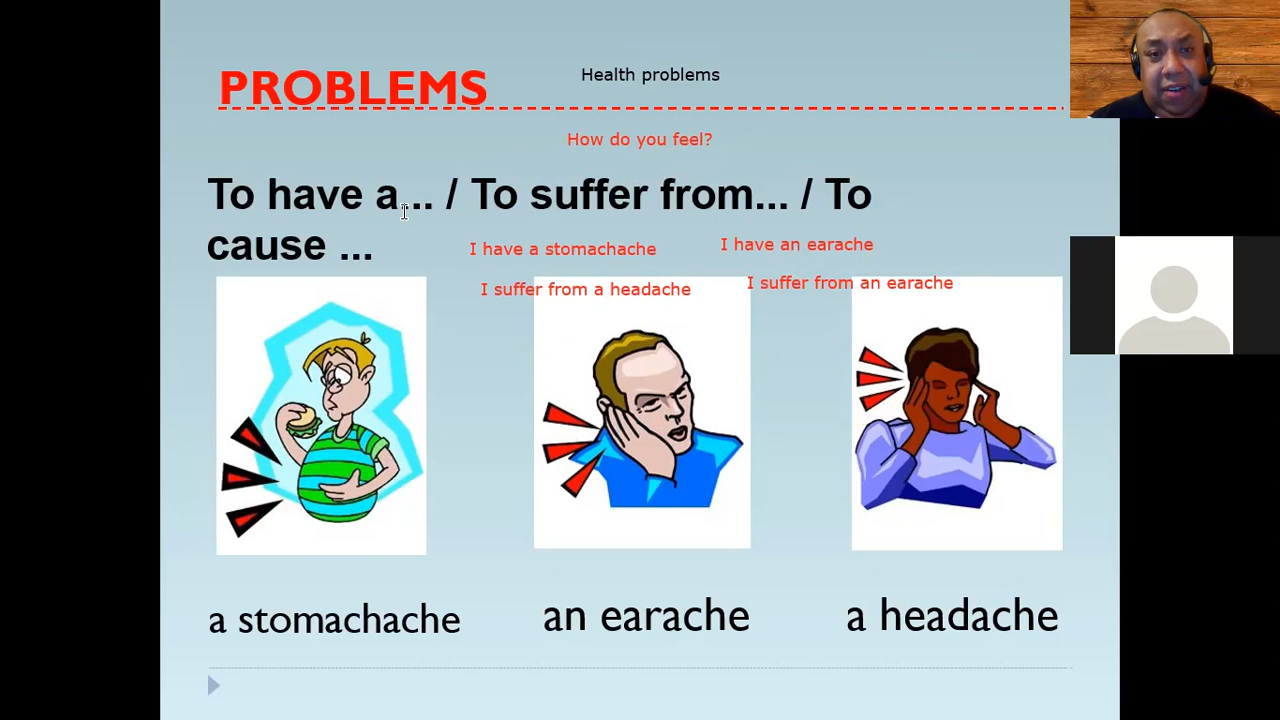 PROBLEMS
Health problems
How do you feel?
To have a... / To suffer from... / To
cause ...
I have a stomachache
I have an earache
I suffer from a headache
I suffer from an earache
a stomachache
an earache
a headache